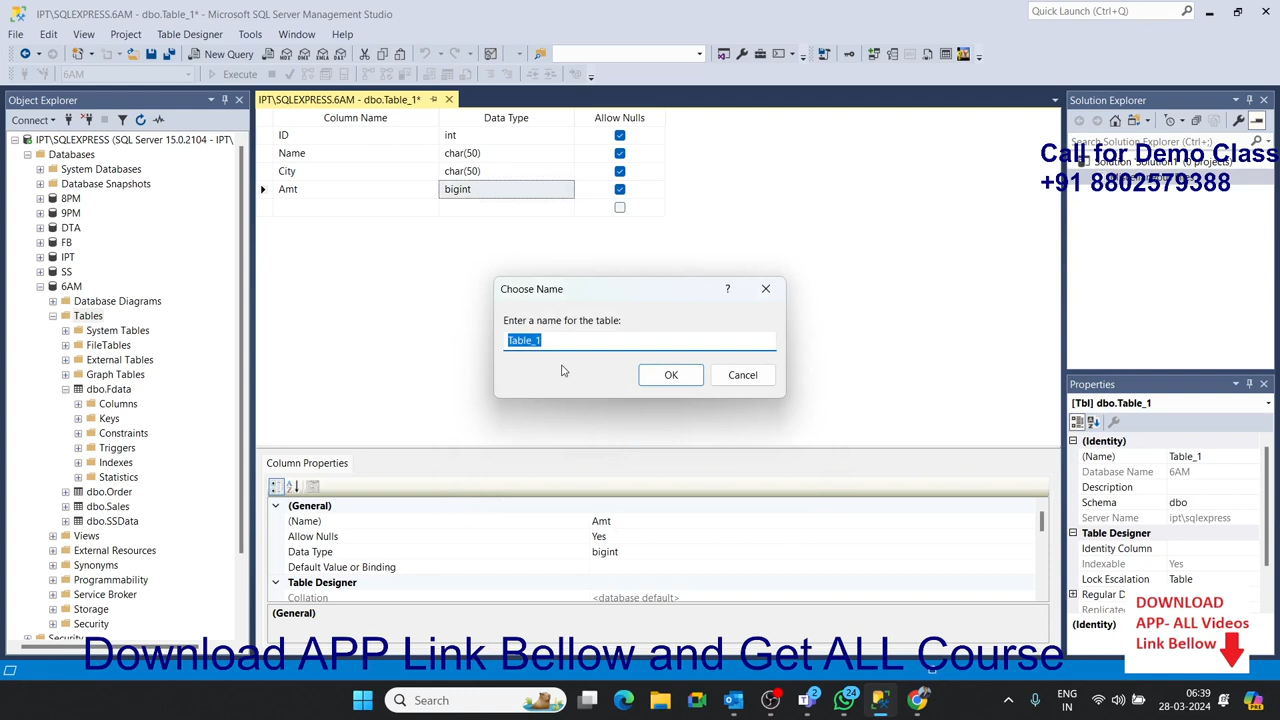 IPT\SQLEXPRESS.6AM - dbo.Table_1* - Microsoft SQL Server Management Studio
Quick Launch (Ctrl+Q)
File Edit View Project Table Designer Tools Window Help
New Query
6AM
Execute
Object Explorer
Connect
IPT\SQLEXPRESS (SQL Server 15.0.2104 - IPT\
Databases
System Databases
Database Snapshots
8PM
9PM
DTA
FB
IPT
SS
6AM
Database Diagrams
Tables
System Tables
FileTables
External Tables
Graph Tables
dbo.Fdata
Columns
Keys
Constraints
Triggers
Indexes
Statistics
dbo.Order
dbo.Sales
dbo.SSData
Views
External Resources
Synonyms
Programmability
Service Broker
Storage
Security
IPT\SQLEXPRESS.6AM - dbo.Table_1*
Column Name Data Type Allow Nulls
ID int
Name char(50)
City char(50)
Amt bigint
Choose Name
?
Enter a name for the table:
Table_1
OK Cancel
Column Properties
(General)
(Name) Amt
Allow Nulls Yes
Data Type bigint
Default Value or Binding
Table Designer
Collation <database default>
(General)
Solution Explorer
Search Solution Explorer (Ctrl+;)
Call for Demo Class
+91 8802579388
Properties
[Tbl] dbo.Table_1
(Identity)
(Name) Table_1
Database Name 6AM
Description
Schema dbo
Server Name ipt\sqlexpress
Table Designer
Identity Column
Indexable Yes
Lock Escalation Table
Regular D
Replicated
(Identity)
DOWNLOAD
APP- ALL Videos
Link Bellow
Download APP Link Bellow and Get ALL Course
Search
2
24
ENG
IN
06:39
28-03-2024